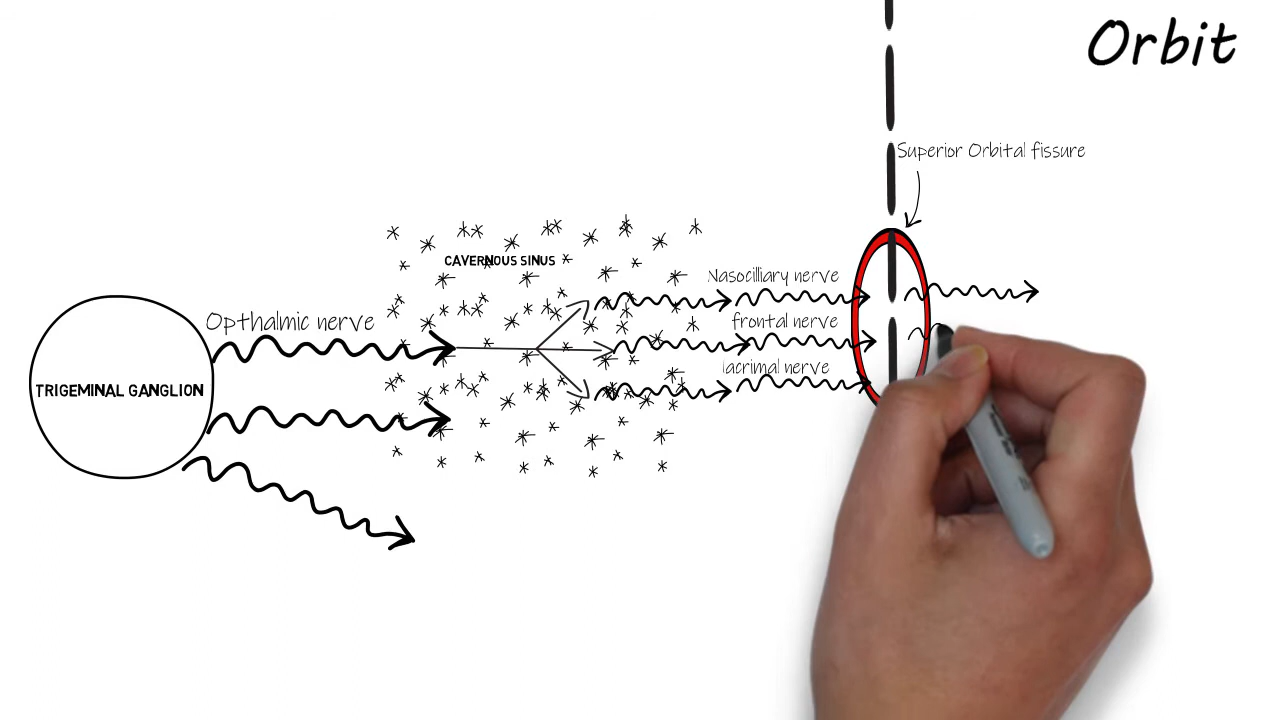 Orbit
Superior Orbital fissure
CAVERNOUS SINUS
Nasocilliary nerve
Opthalmic nerve
frontal nerve
lacrimal nerve
TRIGEMINAL GANGLION